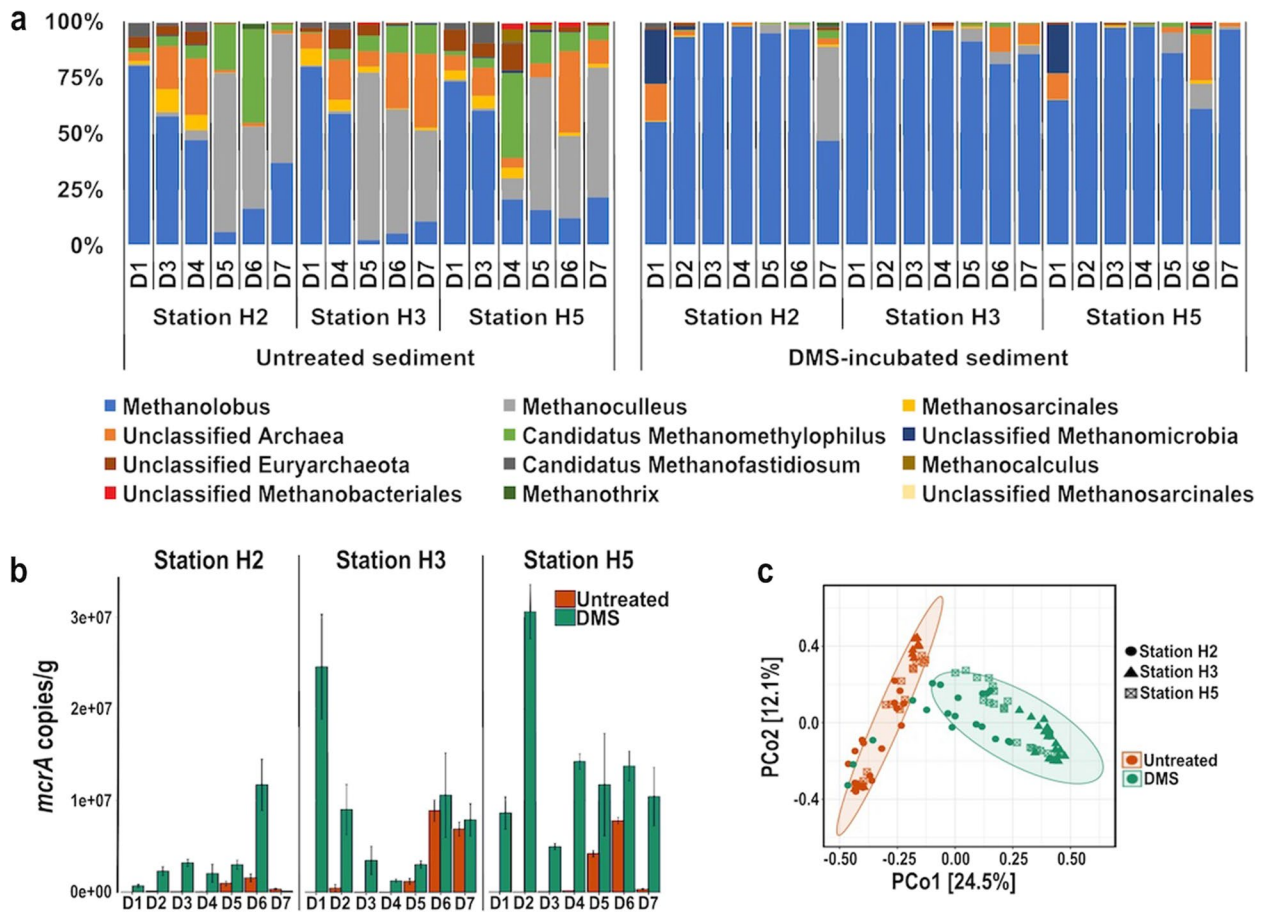 a
100%
75%
50%
25%
0%
D1 D3 D4 D5 D6 D7 D1 D4 D5 D6 D7 D1 D3 D4 D5 D6 D7 D1 D2 D3 D4 D5 D6 D7 D1 D2 D3 D4 D5 D6 D7 D1 D2 D3 D4 D5 D6 D7
Station H2 Station H3 Station H5 Station H2 Station H3 Station H5
Untreated sediment DMS-incubated sediment
Methanolobus Methanoculleus Methanosarcinales
Unclassified Archaea Candidatus Methanomethylophilus Unclassified Methanomicrobia
Unclassified Euryarchaeota Candidatus Methanofastidiosum Methanocalculus
Unclassified Methanobacteriales Methanothrix Unclassified Methanosarcinales
b
Station H2 Station H3 Station H5
Untreated
DMS
mcrA copies/g
3e+07
2e+07
1e+07
0e+00
D1 D2 D3 D4 D5 D6 D7 D1 D2 D3 D4 D5 D6 D7 D1 D2 D3 D4 D5 D6 D7
c
PCo2 [12.1%]
0.4
0.0
-0.4
-0.50 -0.25 0.00 0.25 0.50
PCo1 [24.5%]
Station H2
Station H3
Station H5
Untreated
DMS